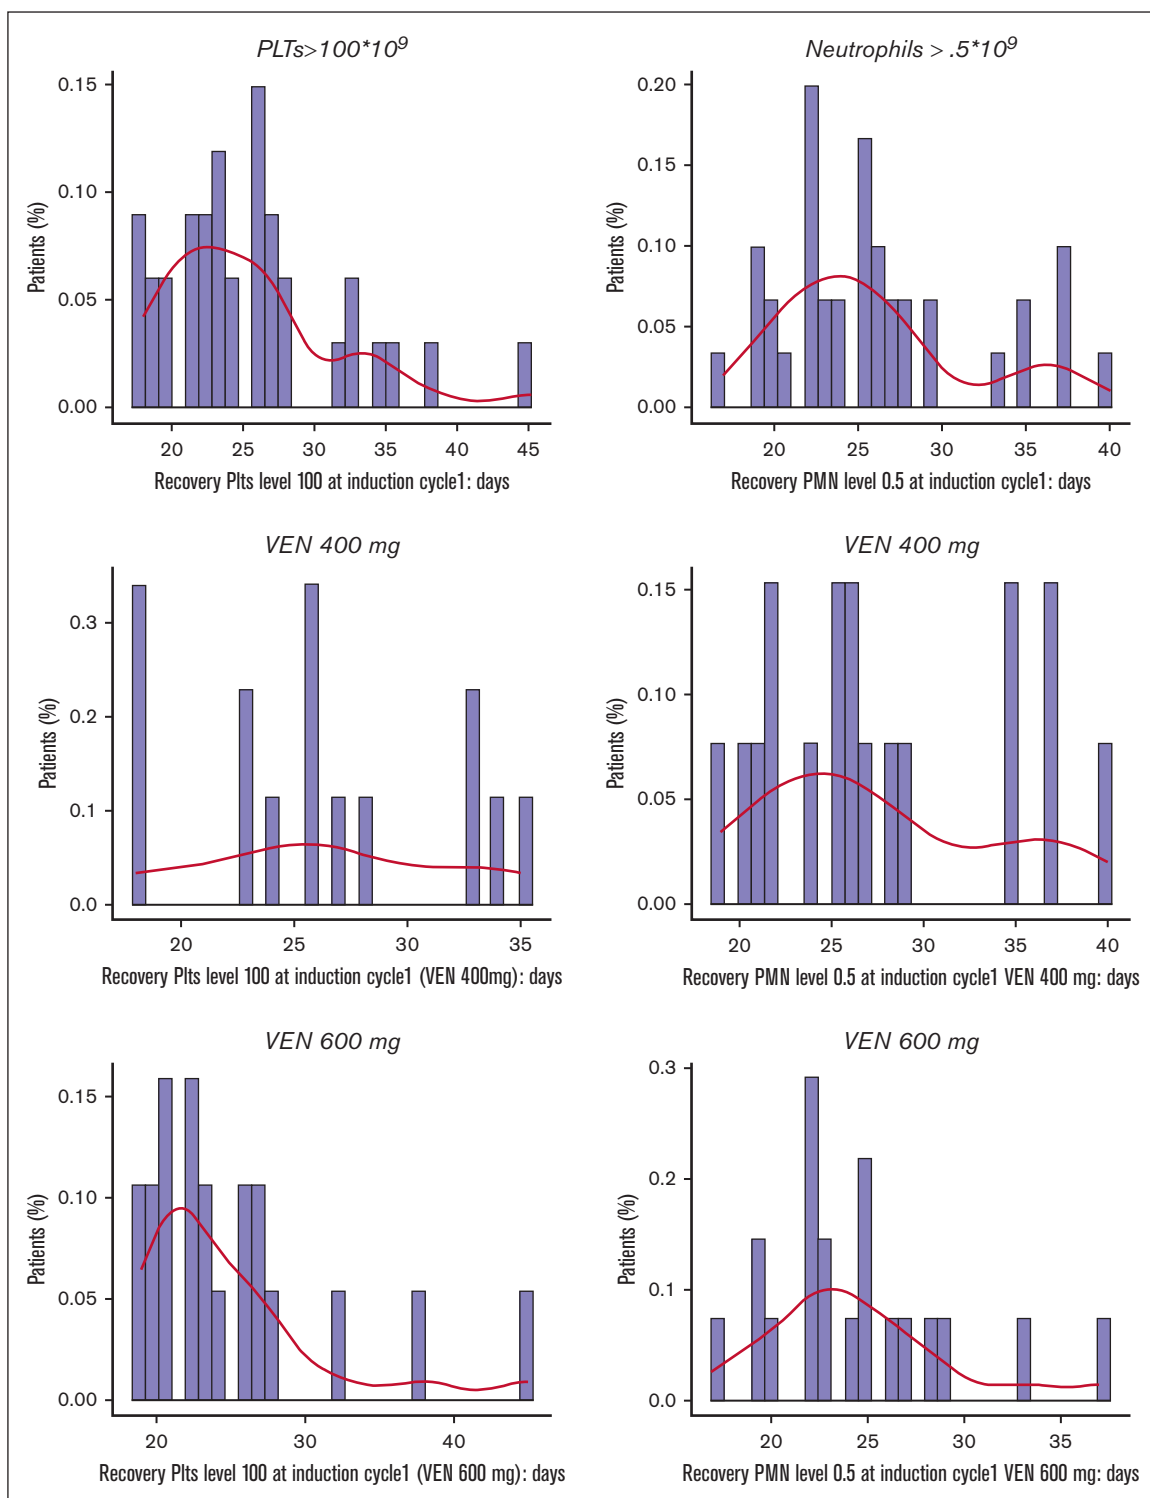 PLTs>100*10⁹
Patients (%)
0.15
0.10
0.05
0.00
20 25 30 35 40 45
Recovery Plts level 100 at induction cycle1: days
Neutrophils > .5*10⁹
Patients (%)
0.20
0.15
0.10
0.05
0.00
20 25 30 35 40
Recovery PMN level 0.5 at induction cycle1: days
VEN 400 mg
Patients (%)
0.3
0.2
0.1
0.0
20 25 30 35
Recovery Plts level 100 at induction cycle1 (VEN 400mg): days
VEN 400 mg
Patients (%)
0.15
0.10
0.05
0.00
20 25 30 35 40
Recovery PMN level 0.5 at induction cycle1 VEN 400 mg: days
VEN 600 mg
Patients (%)
0.15
0.10
0.05
0.00
20 30 40
Recovery Plts level 100 at induction cycle1 (VEN 600 mg): days
VEN 600 mg
Patients (%)
0.3
0.2
0.1
0.0
20 25 30 35
Recovery PMN level 0.5 at induction cycle1 VEN 600 mg: days